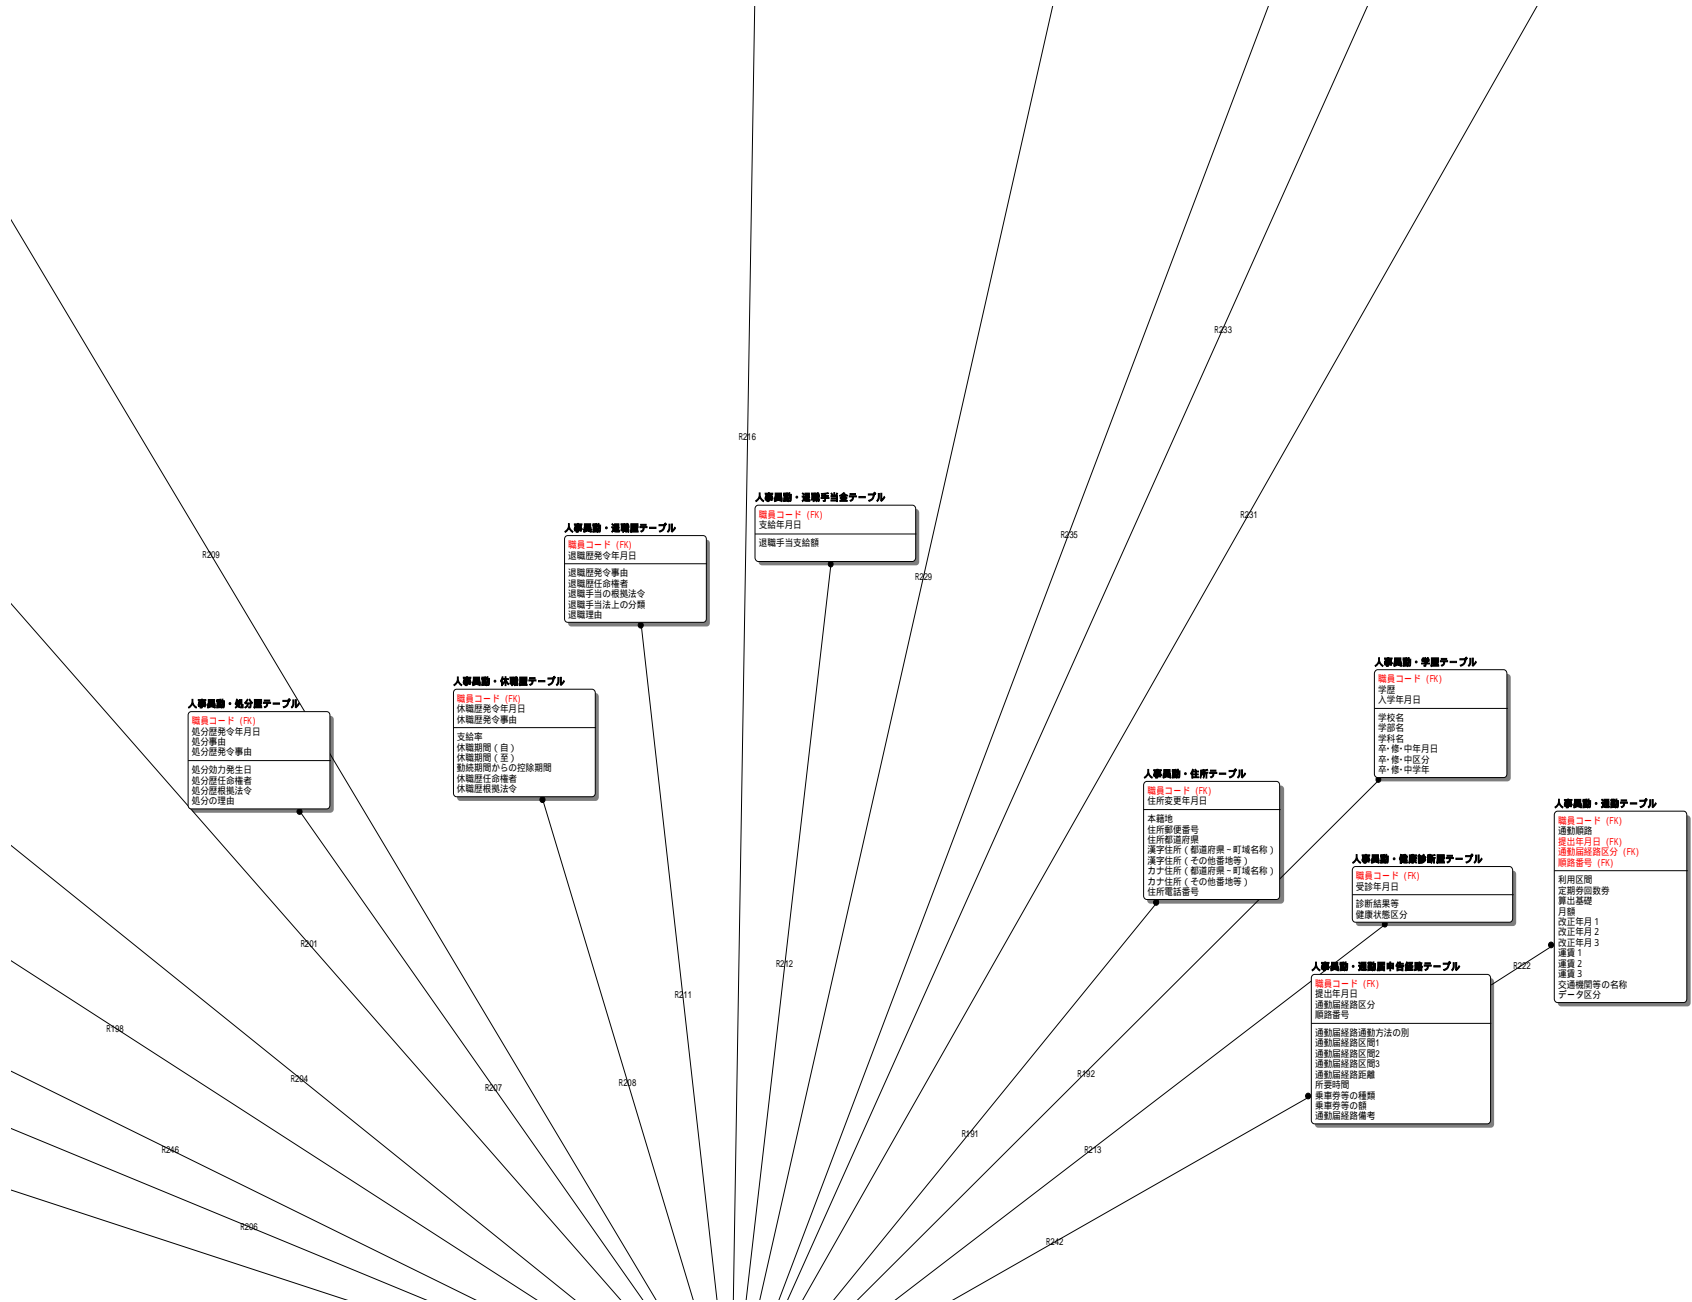 人事異動・退職手当金テーブル
職員コード (FK)
支給年月日
退職手当支給額
人事異動・退職歴テーブル
職員コード (FK)
退職歴発令年月日
退職歴発令事由
退職歴任命権者
退職手当の根拠法令
退職手当法上の分類
退職理由
人事異動・休職歴テーブル
職員コード (FK)
休職歴発令年月日
休職歴発令事由
支給率
休職期間（自）
休職期間（至）
勤続期間からの控除期間
休職歴任命権者
休職歴根拠法令
人事異動・処分歴テーブル
職員コード (FK)
処分歴発令年月日
処分事由
処分歴発令事由
処分効力発生日
処分歴任命権者
処分歴根拠法令
処分の理由
人事異動・学歴テーブル
職員コード (FK)
学歴
入学年月日
学校名
学部名
学科名
卒・修・中年月日
卒・修・中区分
卒・修・中学年
人事異動・住所テーブル
職員コード (FK)
住所変更年月日
本籍地
住所郵便番号
住所都道府県
漢字住所（都道府県－町域名称）
漢字住所（その他番地等）
カナ住所（都道府県－町域名称）
カナ住所（その他番地等）
住所電話番号
人事異動・通勤テーブル
職員コード (FK)
通勤順路
提出年月日 (FK)
通勤届経路区分 (FK)
順路番号 (FK)
利用区間
定期券回数券
算出基礎
月額
改正年月１
改正年月２
改正年月３
運賃１
運賃２
運賃３
交通機関等の名称
データ区分
人事異動・健康診断歴テーブル
職員コード (FK)
受診年月日
診断結果等
健康状態区分
人事異動・通勤届申告経路テーブル
職員コード (FK)
提出年月日
通勤届経路区分
順路番号
通勤届経路通勤方法の別
通勤届経路区間1
通勤届経路区間2
通勤届経路区間3
通勤届経路距離
所要時間
乗車券等の種類
乗車券等の額
通勤届経路備考
R233
R216
R231
R235
R209
R229
R201
R212
R222
R211
R198
R192
R204
R208
R207
R191
R246
R213
R206
R242